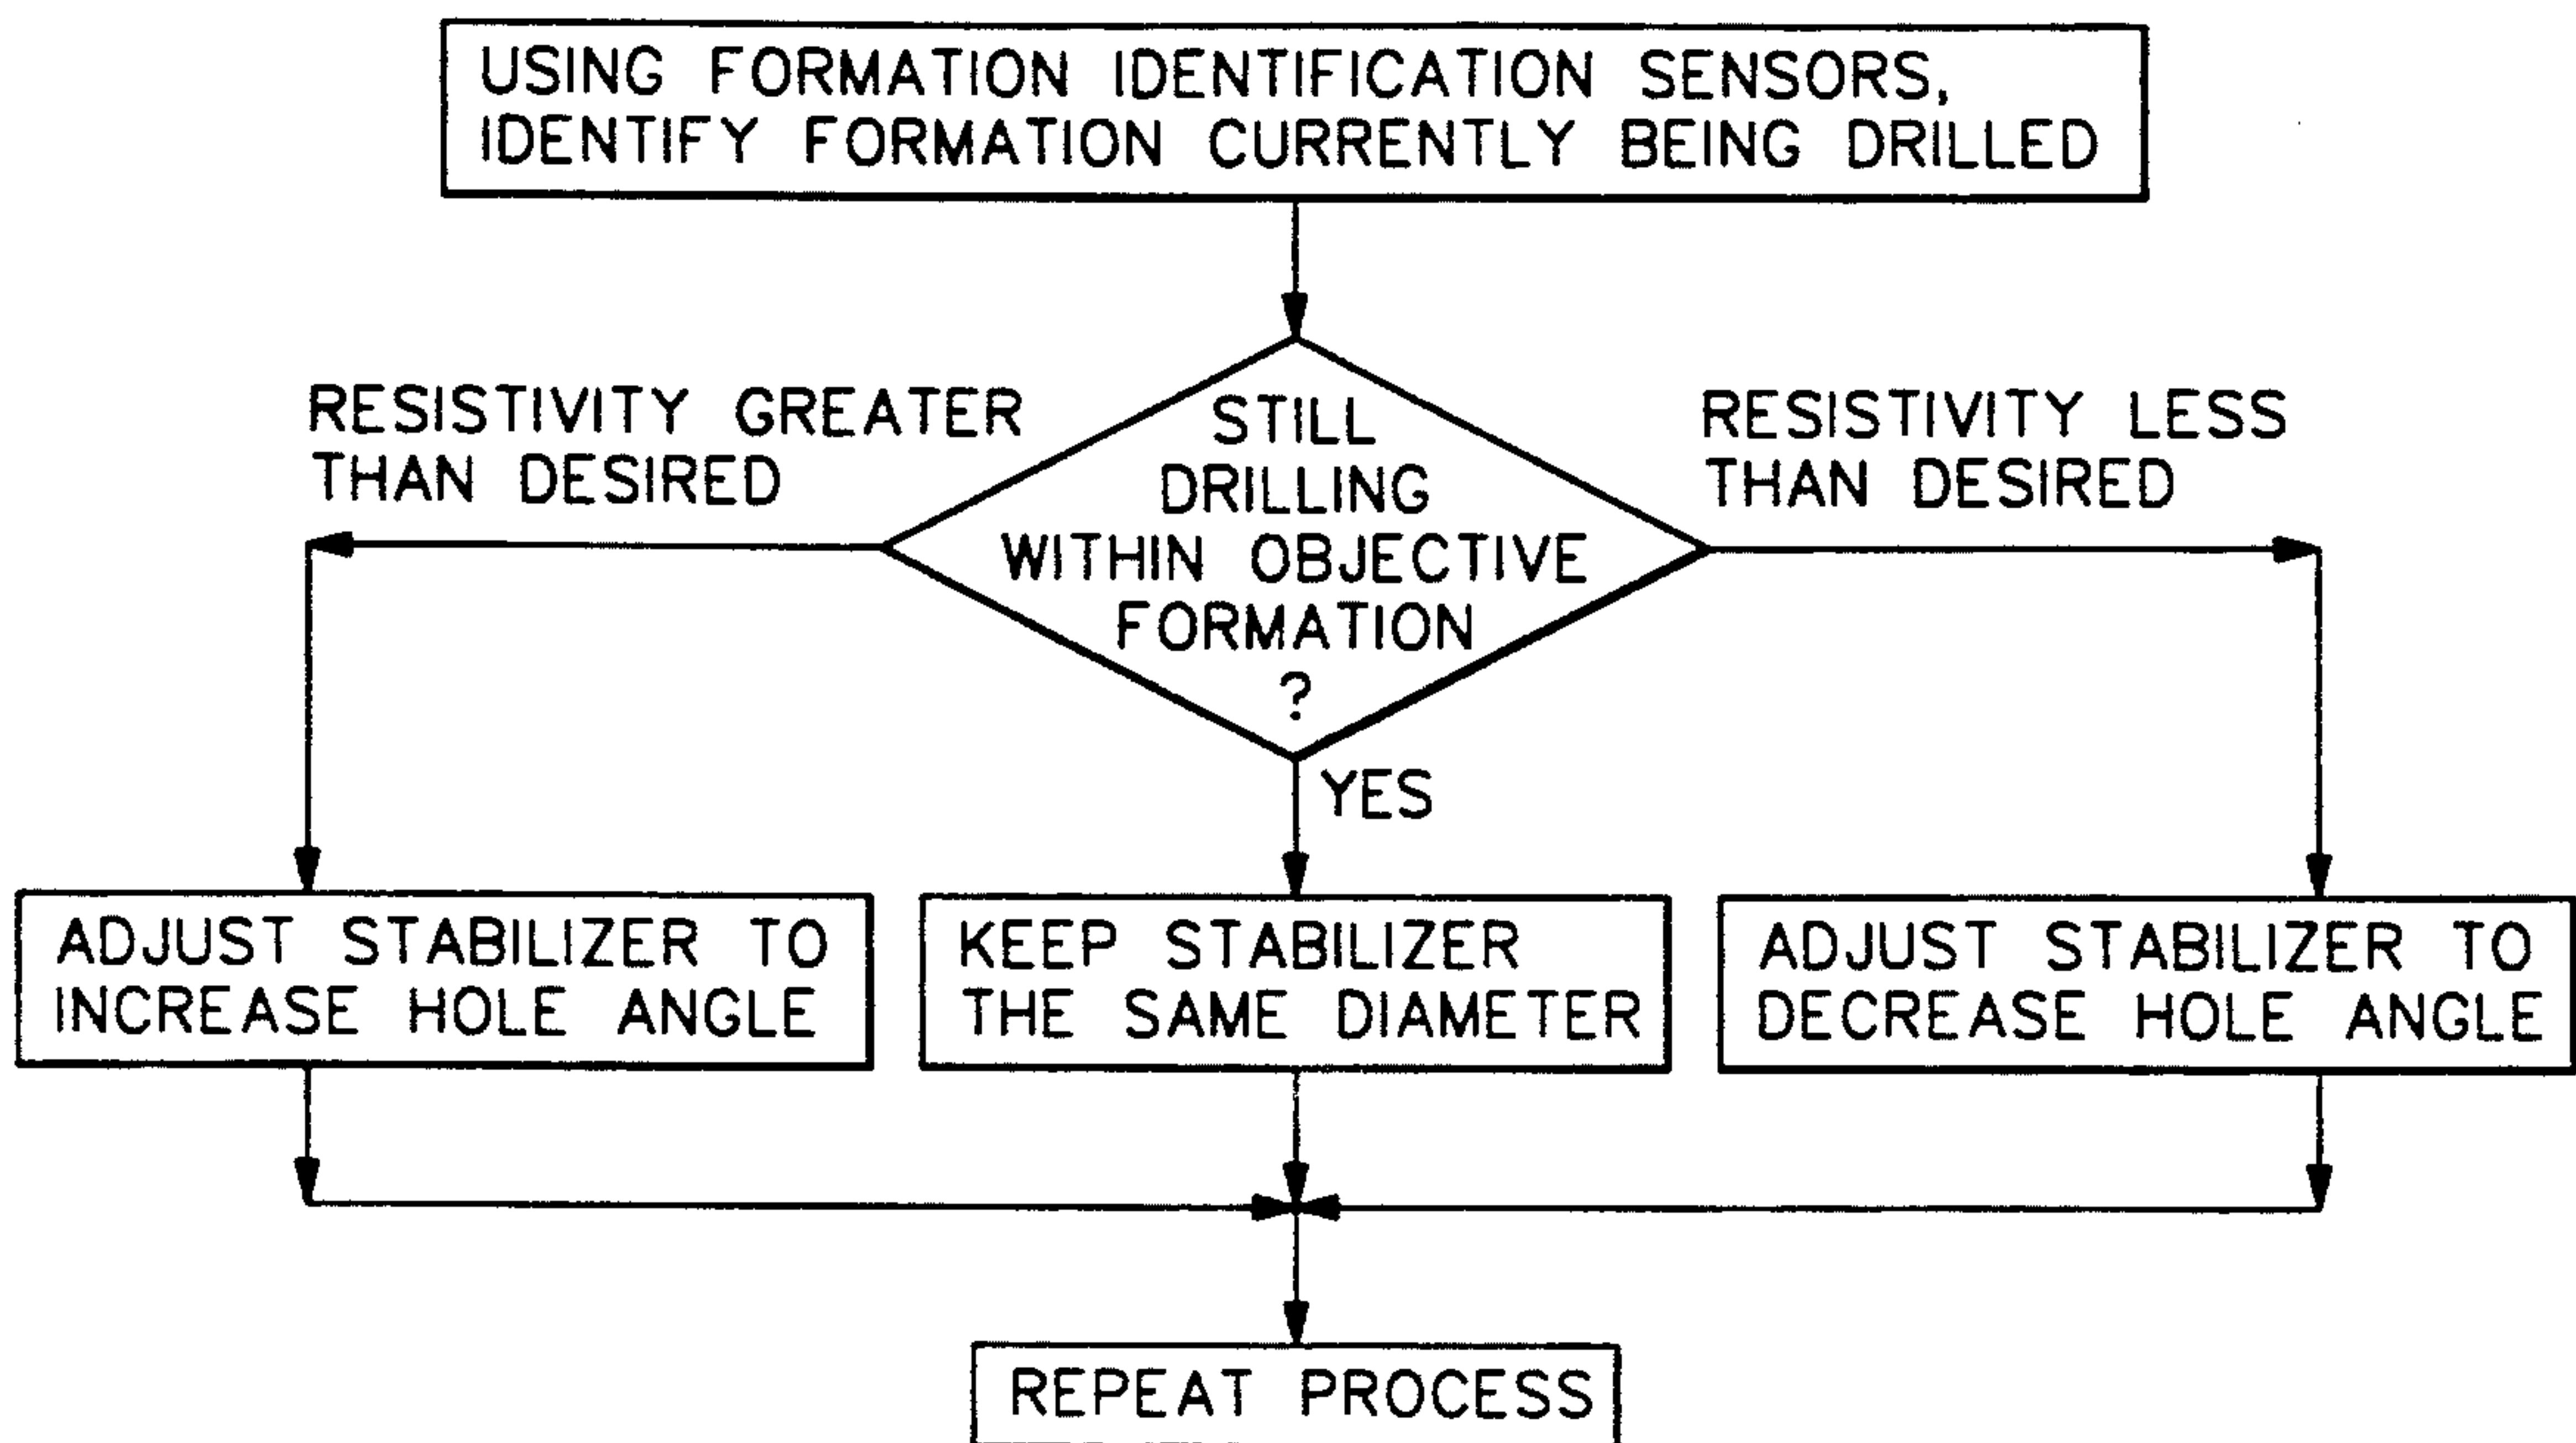 USING FORMATION IDENTIFICATION SENSORS,
IDENTIFY FORMATION CURRENTLY BEING DRILLED
RESISTIVITY GREATER
THAN DESIRED
STILL
DRILLING
WITHIN OBJECTIVE
FORMATION
?
RESISTIVITY LESS
THAN DESIRED
YES
ADJUST STABILIZER TO
INCREASE HOLE ANGLE
KEEP STABILIZER
THE SAME DIAMETER
ADJUST STABILIZER TO
DECREASE HOLE ANGLE
REPEAT PROCESS